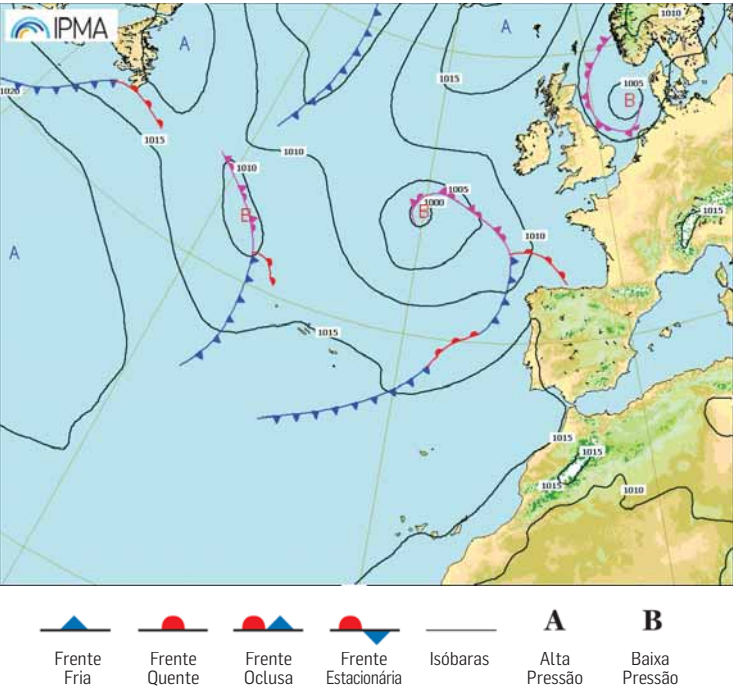 IPMA
A
A
1010
A
1015
1005
B
1020
1015
1010
1010
1005
B
1000
B
1015
A
1010
1015
1015
1015
1015
1010
A
B
Frente
Fria
Frente
Quente
Frente
Oclusa
Frente
Estacionária
Isóbaras
Alta
Pressão
Baixa
Pressão